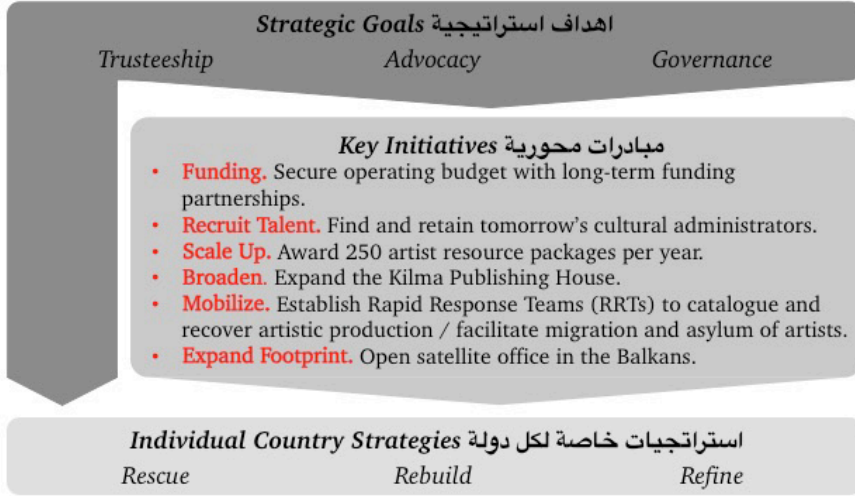 Strategic Goals اهداف استراتيجية
Trusteeship Advocacy Governance
Key Initiatives مبادرات محورية
• Funding. Secure operating budget with long-term funding
partnerships.
• Recruit Talent. Find and retain tomorrow's cultural administrators.
• Scale Up. Award 250 artist resource packages per year.
• Broaden. Expand the Kilma Publishing House.
• Mobilize. Establish Rapid Response Teams (RRTs) to catalogue and
recover artistic production / facilitate migration and asylum of artists.
• Expand Footprint. Open satellite office in the Balkans.
Individual Country Strategies استراتجيات خاصة لكل دولة
Rescue Rebuild Refine